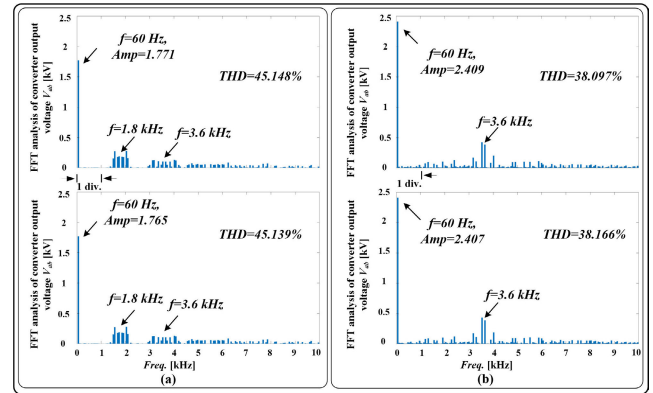 FFT analysis of converter output
voltage Vab [kV]
2.5
2
1.5
1
0.5
0
f=60 Hz,
Amp=1.771
THD=45.148%
f=1.8 kHz
f=3.6 kHz
1 div.
FFT analysis of converter output
voltage Vab [kV]
2.5
2
1.5
1
0.5
0
f=60 Hz,
Amp=1.765
THD=45.139%
f=1.8 kHz
f=3.6 kHz
0 1 2 3 4 5 6 7 8 9 10
Freq. [kHz]
(a)
FFT analysis of converter output
voltage Vab [kV]
2.5
2
1.5
1
0.5
0
f=60 Hz,
Amp=2.409
THD=38.097%
f=3.6 kHz
1 div.
FFT analysis of converter output
voltage Vab [kV]
2.5
2
1.5
1
0.5
0
f=60 Hz,
Amp=2.407
THD=38.166%
f=3.6 kHz
0 1 2 3 4 5 6 7 8 9 10
Freq. [kHz]
(b)